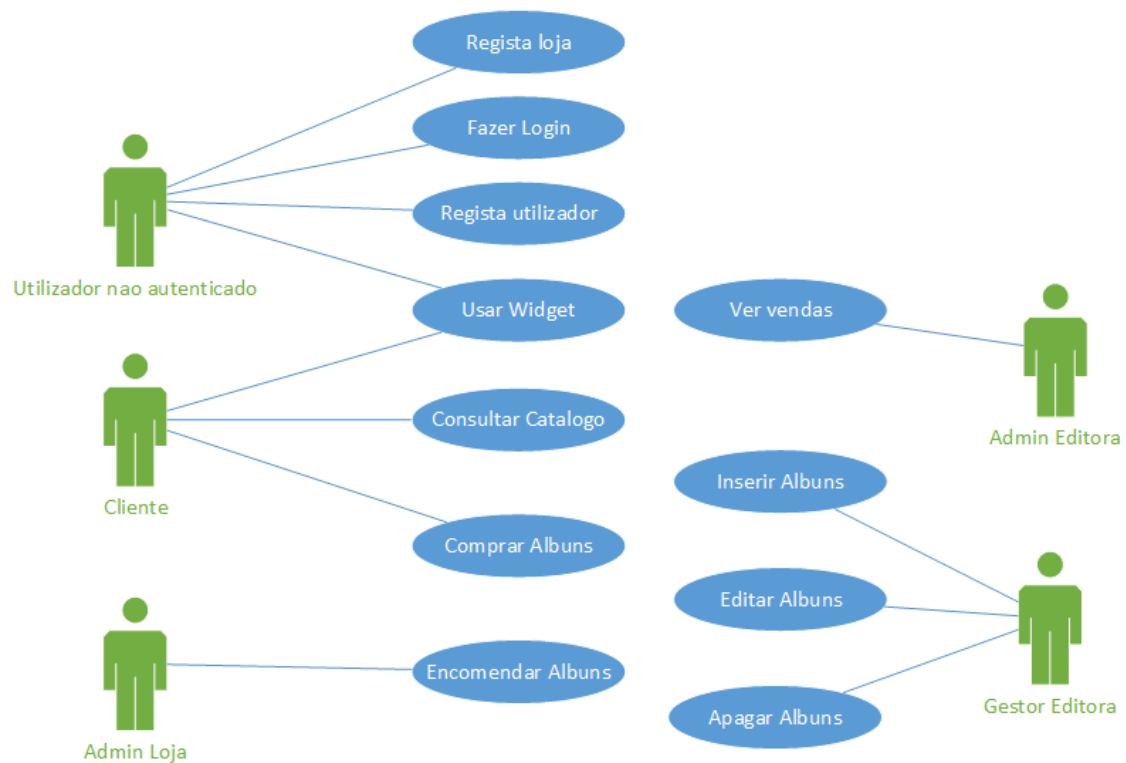 Regista loja
Fazer Login
Regista utilizador
Utilizador nao autenticado
Usar Widget
Ver vendas
Consultar Catalogo
Admin Editora
Cliente
Inserir Albuns
Comprar Albuns
Editar Albuns
Encomendar Albuns
Gestor Editora
Apagar Albuns
Admin Loja